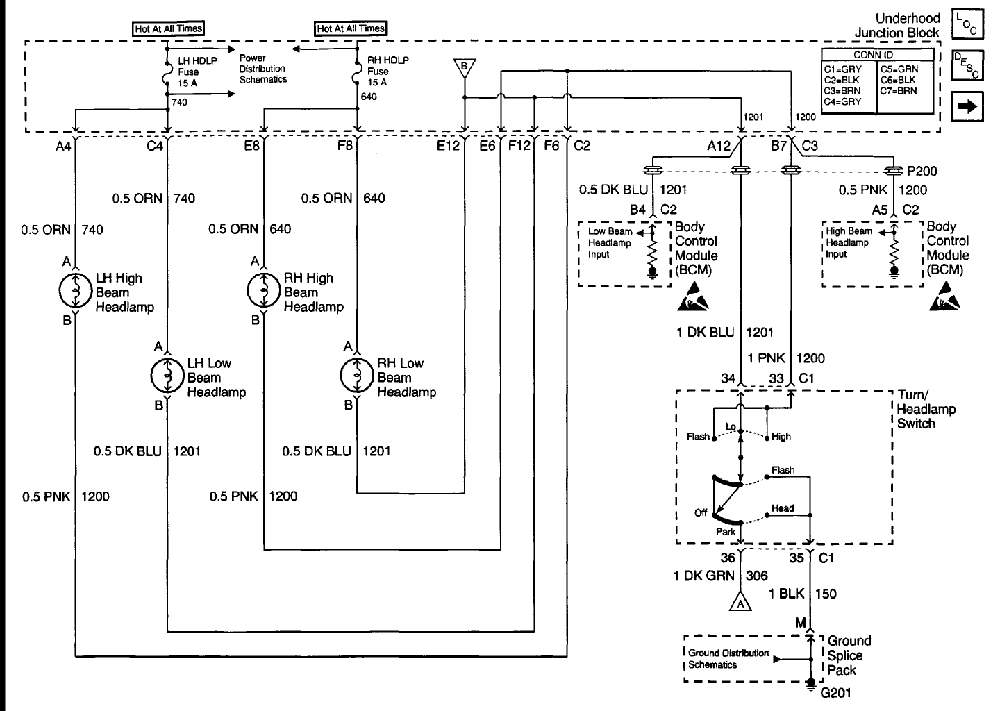 Hot At All Times
Hot At All Times
Underhood
Junction Block
LOC
DESC
LH HDLP
Fuse
15 A
740
Power
Distribution
Schematics
RH HDLP
Fuse
15 A
640
B
CONN ID
C1=GRY C5=GRN
C2=BLK C6=BLK
C3=BRN C7=BRN
C4=GRY
1201
1200
A4
C4
E8
F8
E12
E6
F12
F6
C2
A12
B7
C3
P200
0.5 ORN 740
0.5 ORN 640
0.5 DK BLU 1201
0.5 PNK 1200
B4 C2
A5 C2
0.5 ORN 740
0.5 ORN 640
Low Beam
Headlamp
Input
Body
Control
Module
(BCM)
High Beam
Headlamp
Input
Body
Control
Module
(BCM)
A
LH High
Beam
Headlamp
B
A
RH High
Beam
Headlamp
B
1 DK BLU 1201
1 PNK 1200
A
LH Low
Beam
Headlamp
B
A
RH Low
Beam
Headlamp
B
34
33
C1
Turn/
Headlamp
Switch
Flash
Lo
High
0.5 DK BLU 1201
0.5 DK BLU 1201
Flash
0.5 PNK 1200
0.5 PNK 1200
Off
Head
Park
36
35
C1
1 DK GRN 306
1 BLK 150
A
M
Ground Distribution
Schematics
Ground
Splice
Pack
G201